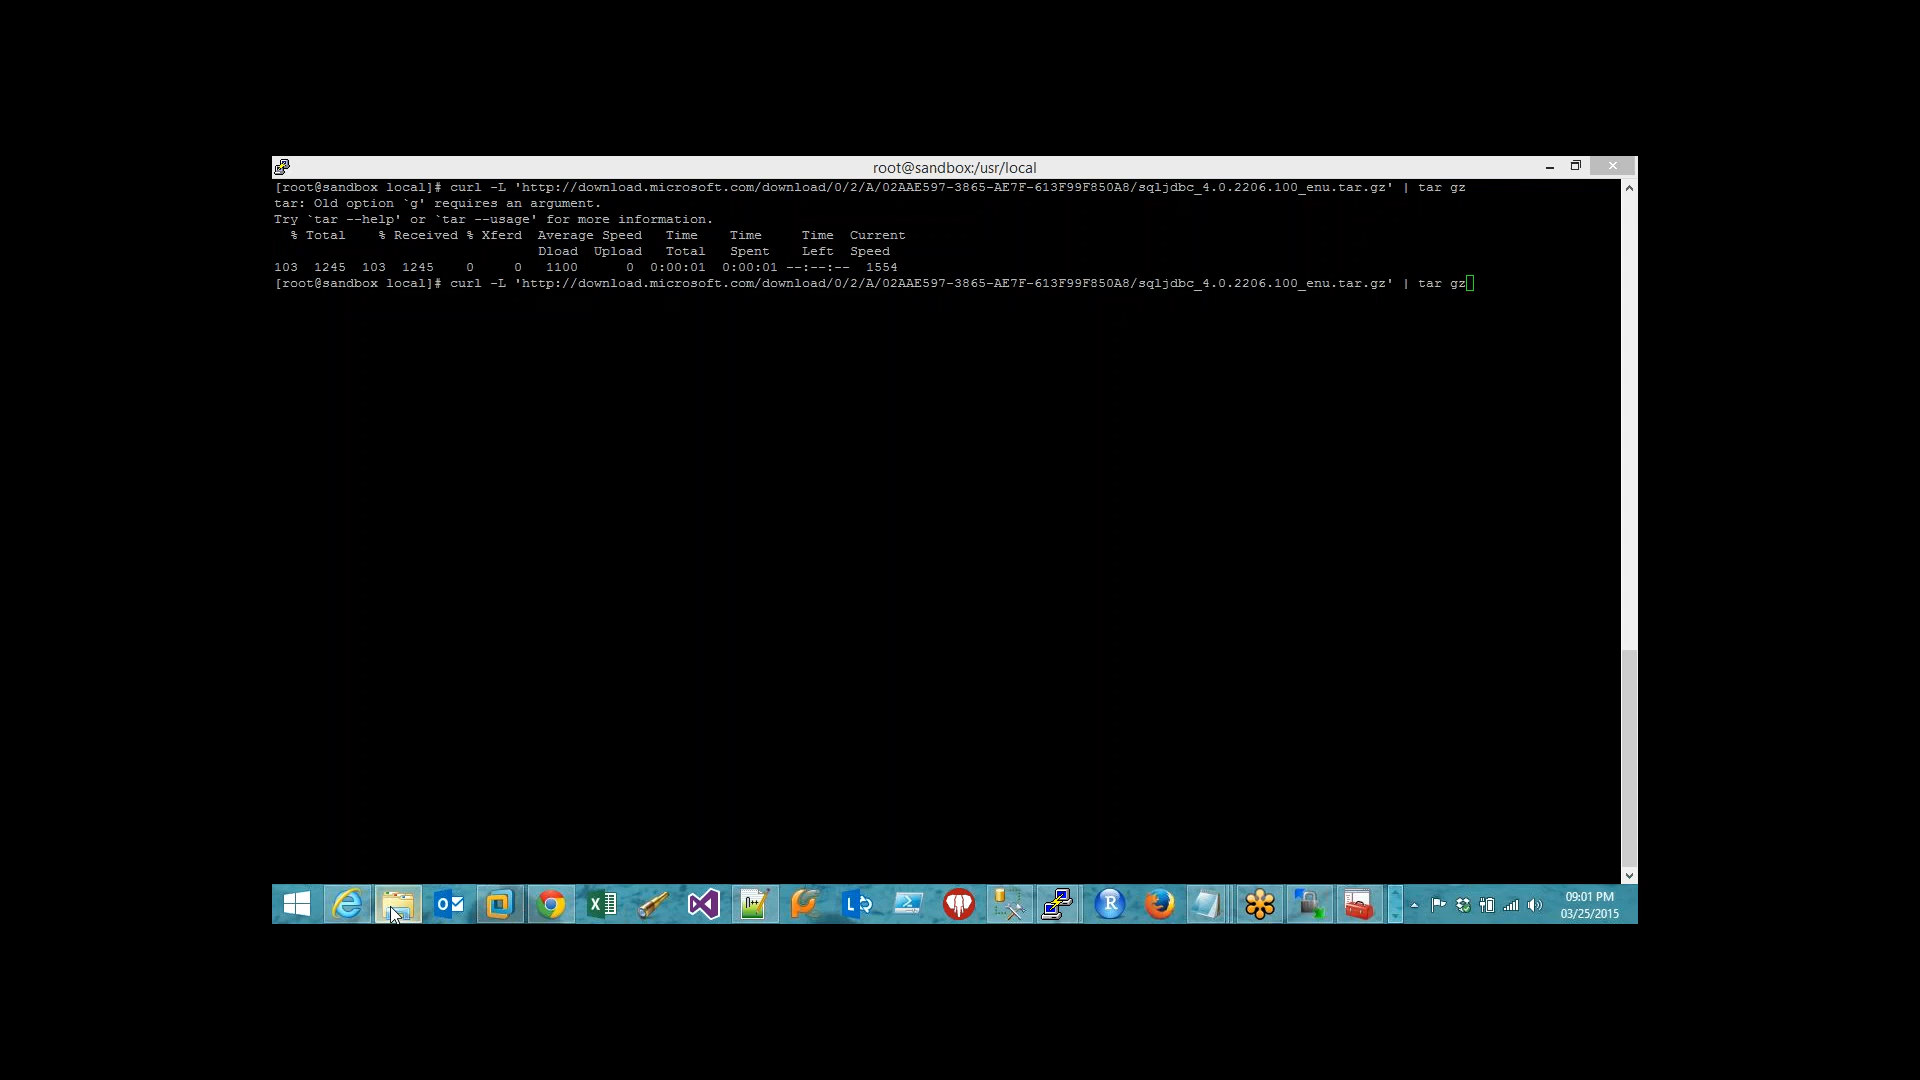 root@sandbox:/usr/local
[root@sandbox local]# curl -L 'http://download.microsoft.com/download/0/2/A/02AAE597-3865-AE7F-613F99F850A8/sqljdbc_4.0.2206.100_enu.tar.gz' | tar gz
tar: Old option `g' requires an argument.
Try `tar --help' or `tar --usage' for more information.
% Total % Received % Xferd Average Speed Time Time Time Current
Dload Upload Total Spent Left Speed
103 1245 103 1245 0 0 1100 0 0:00:01 0:00:01 --:--:-- 1554
[root@sandbox local]# curl -L 'http://download.microsoft.com/download/0/2/A/02AAE597-3865-AE7F-613F99F850A8/sqljdbc_4.0.2206.100_enu.tar.gz' | tar gz
09:01 PM
03/25/2015